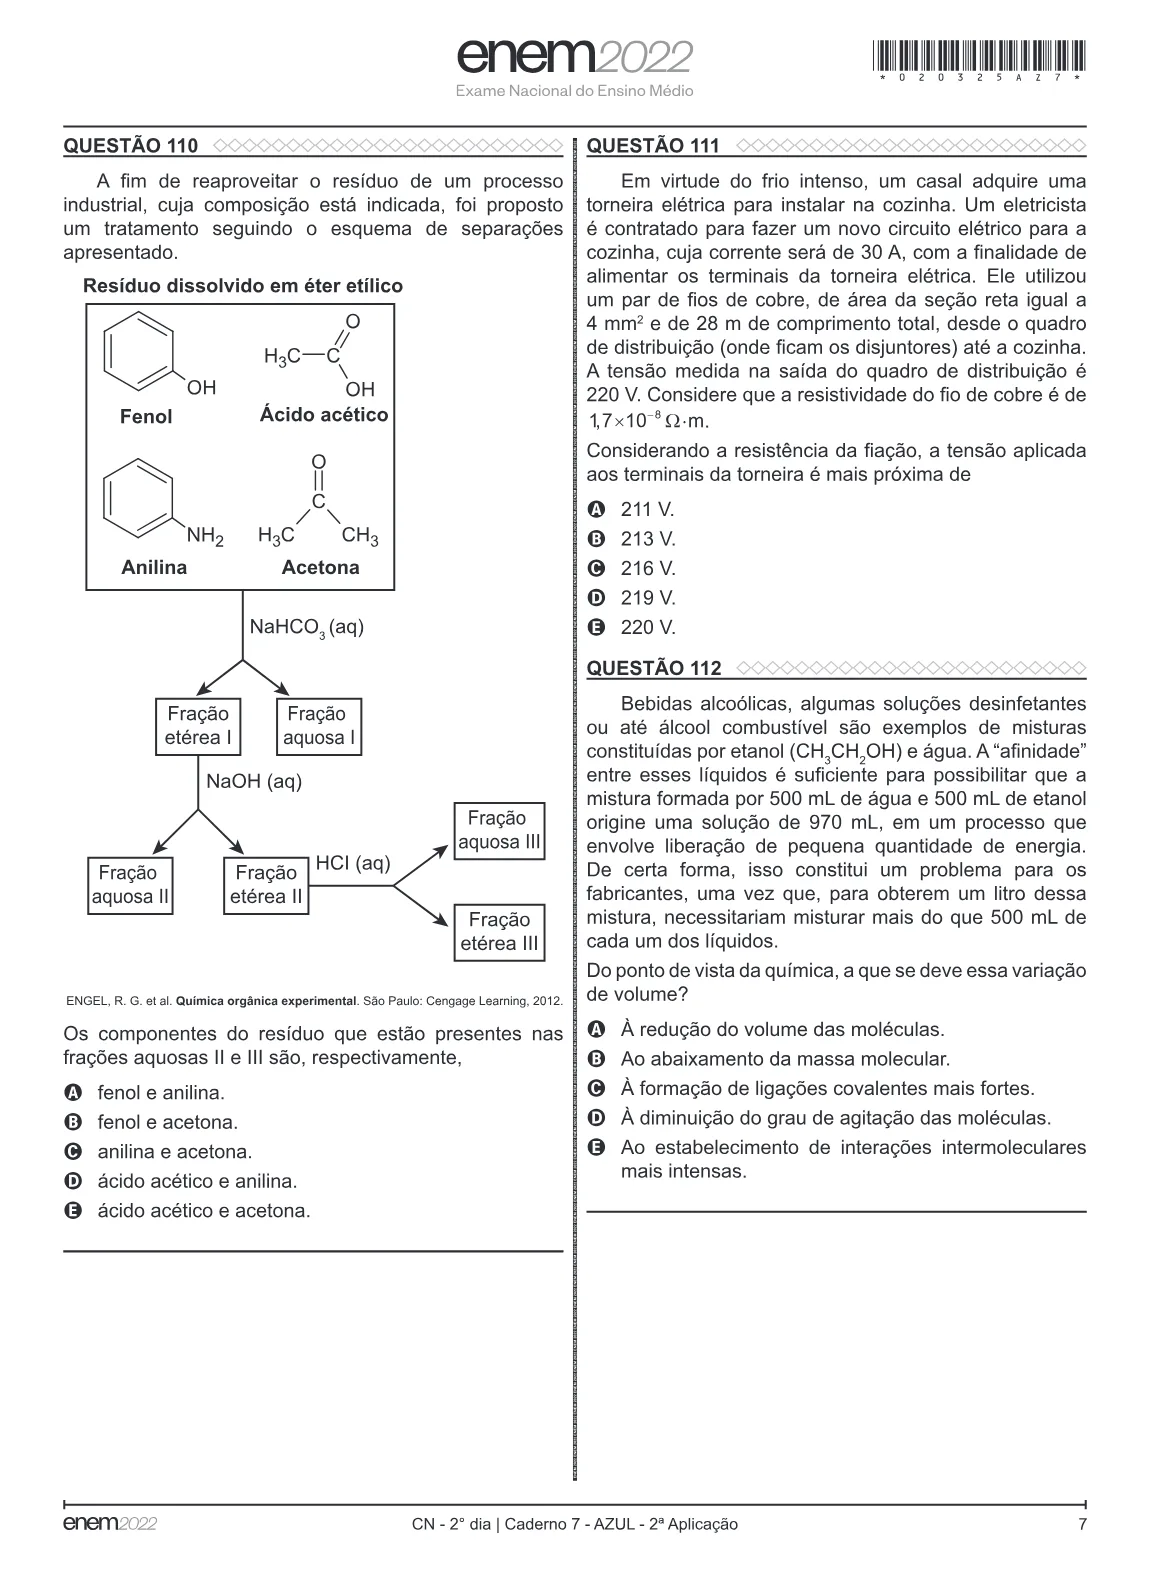 enem2022
Exame Nacional do Ensino Médio
*020325AZ7*
QUESTÃO 110
A fim de reaproveitar o resíduo de um processo
industrial, cuja composição está indicada, foi proposto
um tratamento seguindo o esquema de separações
apresentado.
Resíduo dissolvido em éter etílico
OH
Fenol
O
H₃C C
OH
Ácido acético
NH₂
Anilina
O
C
H₃C CH₃
Acetona
NaHCO₃ (aq)
Fração
etérea I
Fração
aquosa I
NaOH (aq)
Fração
aquosa II
Fração
etérea II
HCl (aq)
Fração
aquosa III
Fração
etérea III
ENGEL, R. G. et al. Química orgânica experimental. São Paulo: Cengage Learning, 2012.
Os componentes do resíduo que estão presentes nas
frações aquosas II e III são, respectivamente,
A fenol e anilina.
B fenol e acetona.
C anilina e acetona.
D ácido acético e anilina.
E ácido acético e acetona.
QUESTÃO 111
Em virtude do frio intenso, um casal adquire uma
torneira elétrica para instalar na cozinha. Um eletricista
é contratado para fazer um novo circuito elétrico para a
cozinha, cuja corrente será de 30 A, com a finalidade de
alimentar os terminais da torneira elétrica. Ele utilizou
um par de fios de cobre, de área da seção reta igual a
4 mm² e de 28 m de comprimento total, desde o quadro
de distribuição (onde ficam os disjuntores) até a cozinha.
A tensão medida na saída do quadro de distribuição é
220 V. Considere que a resistividade do fio de cobre é de
1,7×10⁻⁸ Ω·m.
Considerando a resistência da fiação, a tensão aplicada
aos terminais da torneira é mais próxima de
A 211 V.
B 213 V.
C 216 V.
D 219 V.
E 220 V.
QUESTÃO 112
Bebidas alcoólicas, algumas soluções desinfetantes
ou até álcool combustível são exemplos de misturas
constituídas por etanol (CH₃CH₂OH) e água. A “afinidade”
entre esses líquidos é suficiente para possibilitar que a
mistura formada por 500 mL de água e 500 mL de etanol
origine uma solução de 970 mL, em um processo que
envolve liberação de pequena quantidade de energia.
De certa forma, isso constitui um problema para os
fabricantes, uma vez que, para obterem um litro dessa
mistura, necessitariam misturar mais do que 500 mL de
cada um dos líquidos.
Do ponto de vista da química, a que se deve essa variação
de volume?
A À redução do volume das moléculas.
B Ao abaixamento da massa molecular.
C À formação de ligações covalentes mais fortes.
D À diminuição do grau de agitação das moléculas.
E Ao estabelecimento de interações intermoleculares
mais intensas.
enem2022
CN - 2° dia | Caderno 7 - AZUL - 2ª Aplicação
7